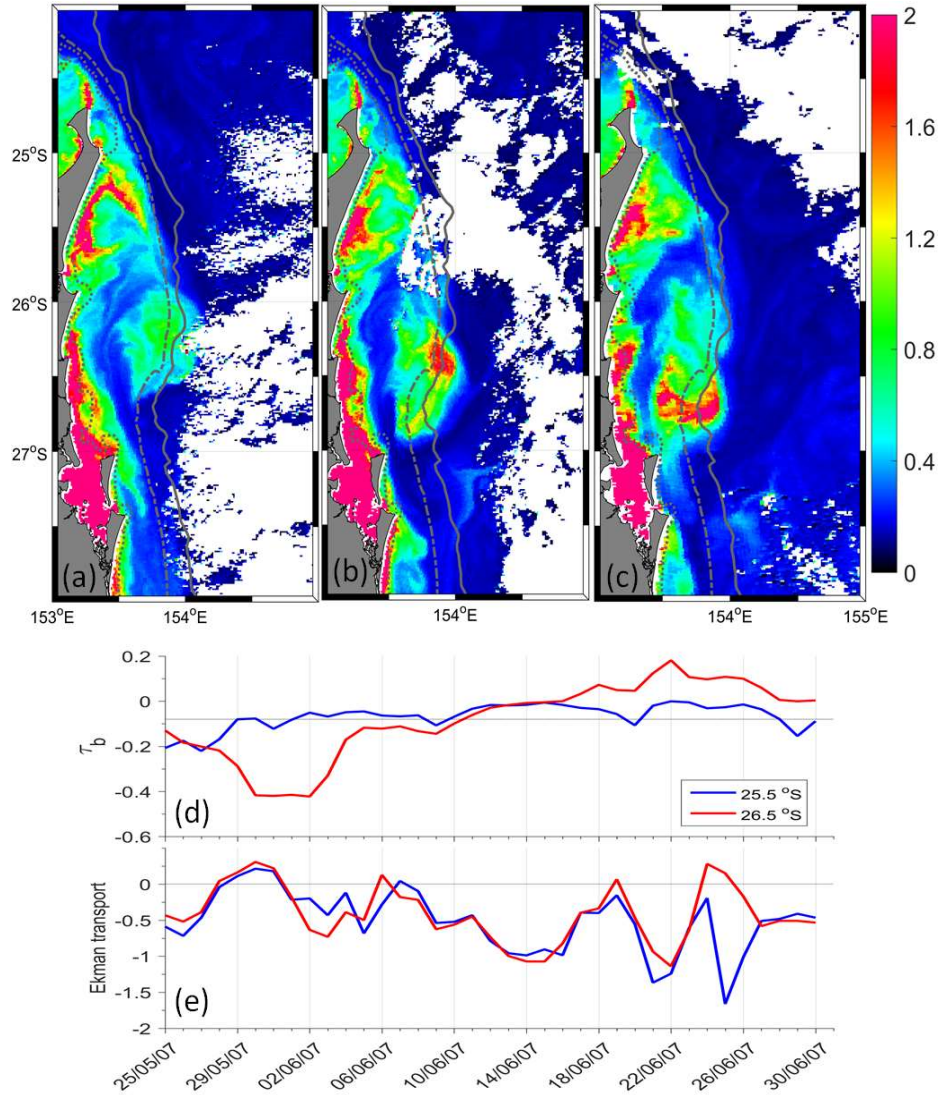 2
1.6
1.2
0.8
0.4
0
25°S
26°S
27°S
(a)
(b)
(c)
153°E
154°E
154°E
154°E
155°E
0.2
0
-0.2
-0.4
-0.6
τb
25.5 °S
26.5 °S
(d)
0
-0.5
-1
-1.5
-2
Ekman transport
(e)
25/05/07
29/05/07
02/06/07
06/06/07
10/06/07
14/06/07
18/06/07
22/06/07
26/06/07
30/06/07